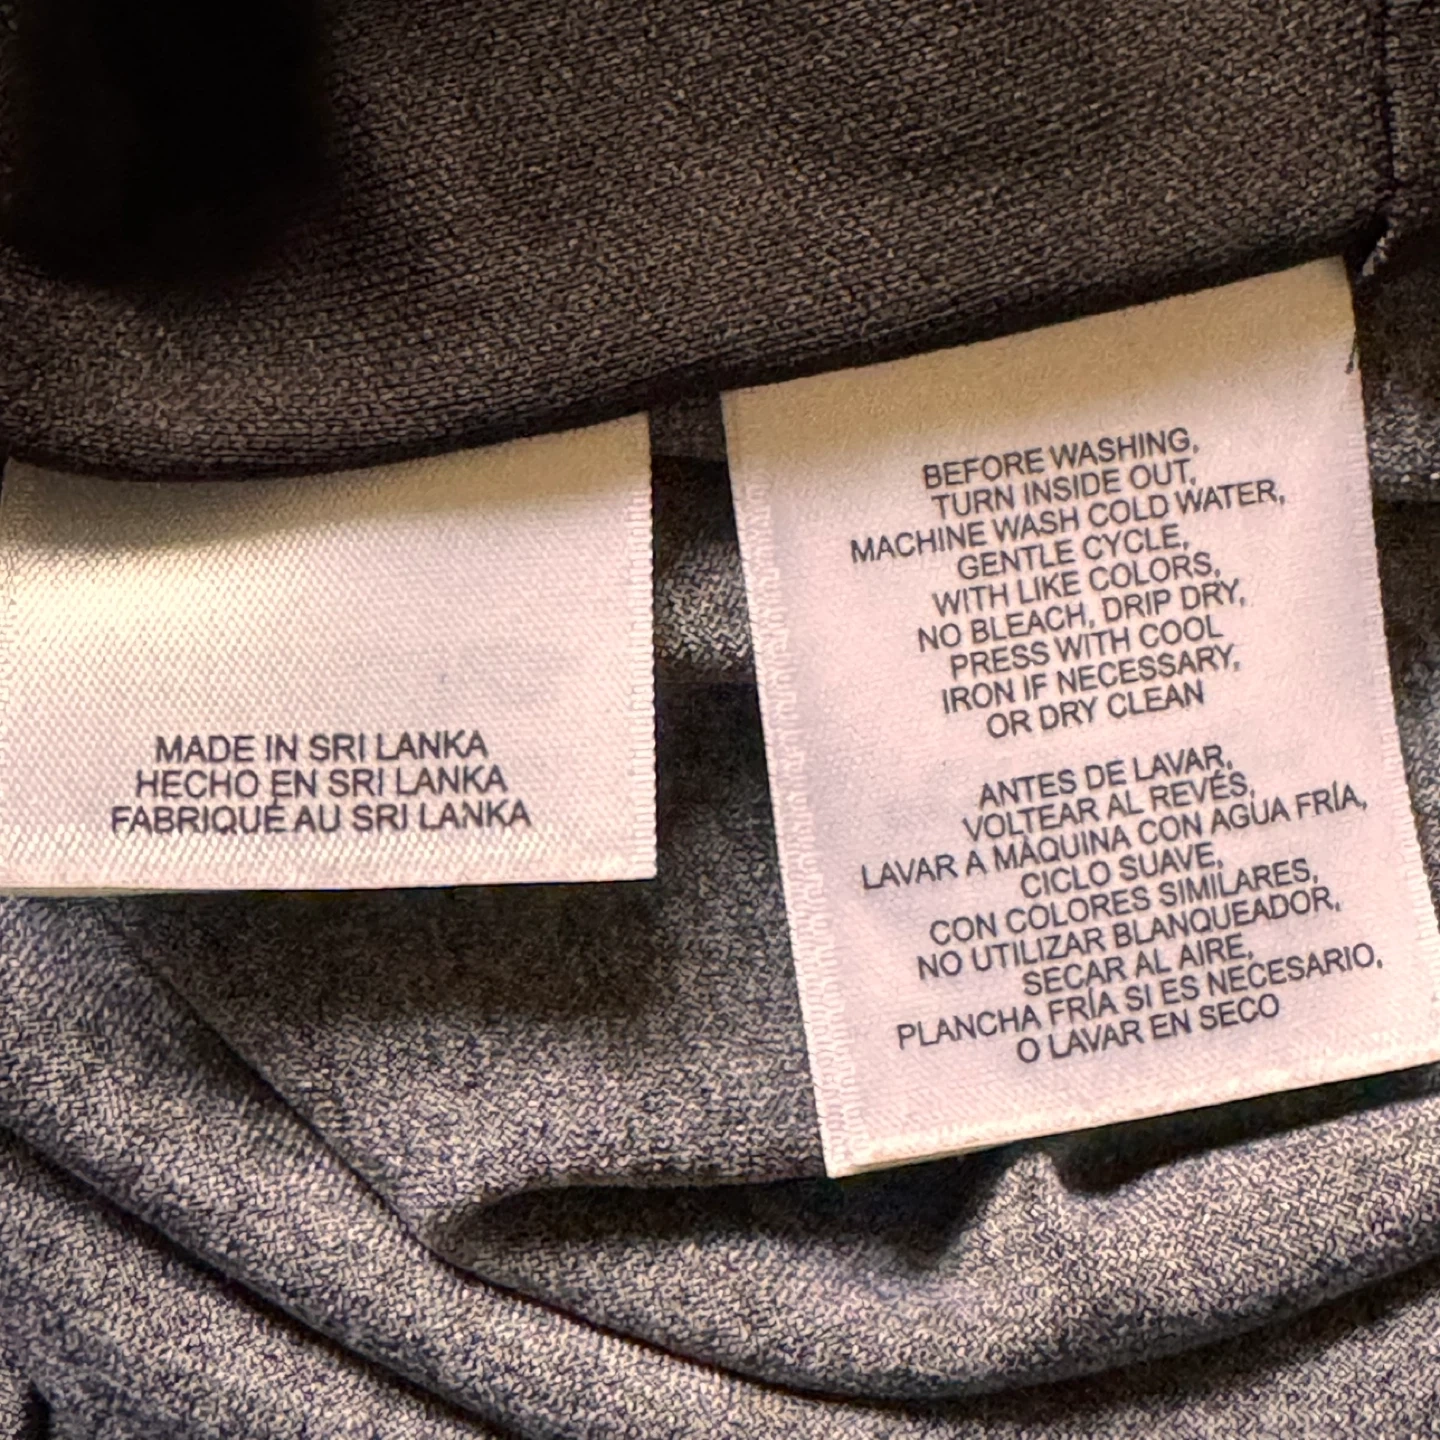 MADE IN SRI LANKA
HECHO EN SRI LANKA
FABRIQUÉ AU SRI LANKA
BEFORE WASHING,
TURN INSIDE OUT,
MACHINE WASH COLD WATER,
GENTLE CYCLE,
WITH LIKE COLORS,
NO BLEACH, DRIP DRY,
PRESS WITH COOL
IRON IF NECESSARY,
OR DRY CLEAN
ANTES DE LAVAR,
VOLTEAR AL REVÉS,
LAVAR A MÁQUINA CON AGUA FRÍA,
CICLO SUAVE,
CON COLORES SIMILARES,
NO UTILIZAR BLANQUEADOR,
SECAR AL AIRE,
PLANCHA FRÍA SI ES NECESARIO,
O LAVAR EN SECO